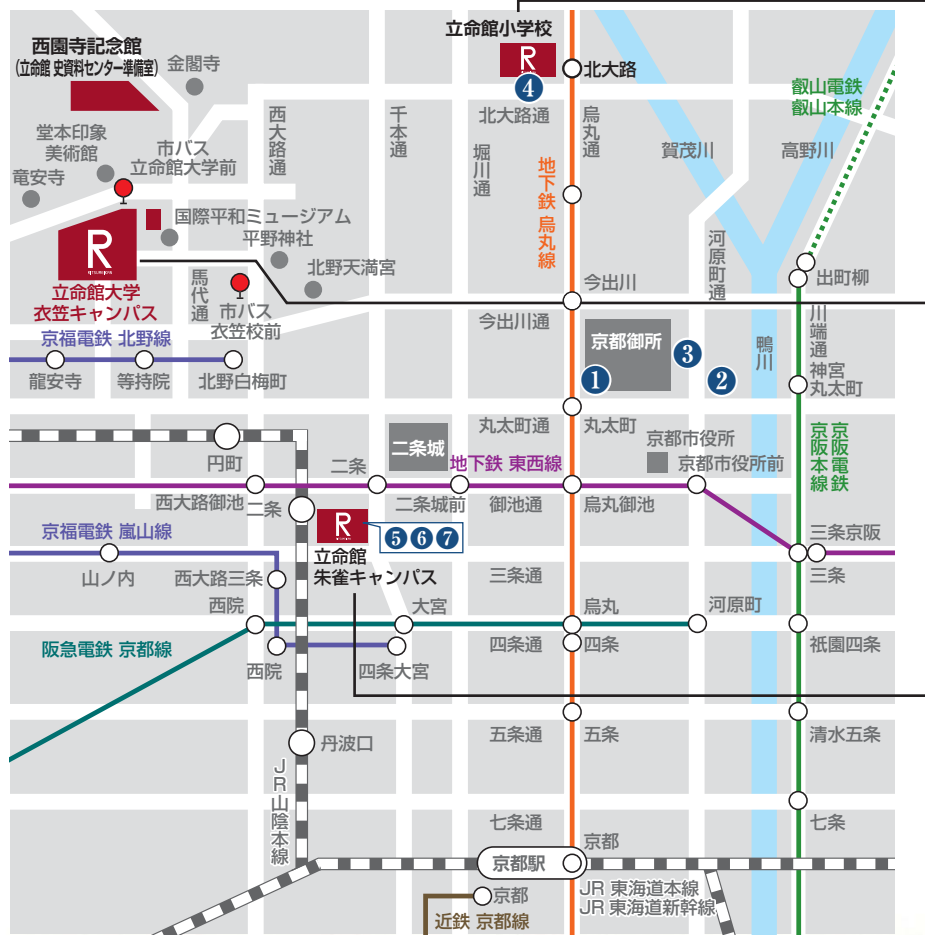 立命館小学校
R
4
北大路
西園寺記念館
(立命館 史資料センター準備室)
金閣寺
叡山電鉄
叡山本線
西大路通
千本通
堀川通
北大路通
烏丸通
賀茂川
高野川
堂本印象
美術館
市バス
立命館大学前
竜安寺
地下鉄 烏丸線
R
国際平和ミュージアム
平野神社
北野天満宮
馬代通
市バス
衣笠校前
立命館大学
衣笠キャンパス
河原町通
出町柳
今出川
今出川通
川端通
鴨川
京都御所
1
3
2
神宮
丸太町
京福電鉄 北野線
龍安寺
等持院
北野白梅町
丸太町通
丸太町
京都市役所
京都市役所前
京阪電鉄
京阪本線
円町
二条城
二条
地下鉄 東西線
西大路御池
二条
二条城前
御池通
烏丸御池
R
5 6 7
立命館
朱雀キャンパス
京福電鉄 嵐山線
山ノ内
西大路三条
三条通
三条京阪
三条
西院
大宮
烏丸
河原町
阪急電鉄 京都線
西院
四条大宮
四条通
四条
祇園四条
五条通
五条
清水五条
丹波口
JR山陰本線
七条通
七条
京都
京都駅
JR 東海道本線
JR 東海道新幹線
京都
近鉄 京都線